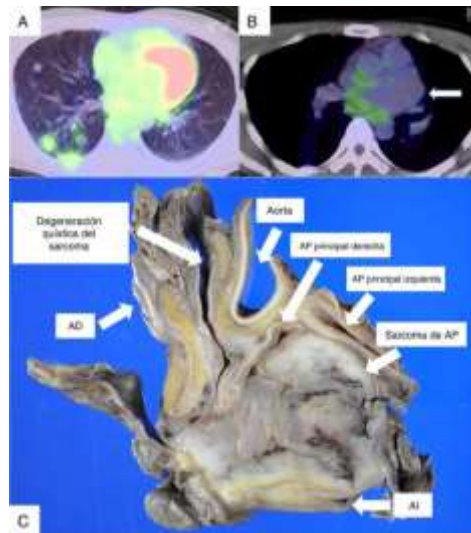 A
B
Degeneración
quística del
sarcoma
Aorta
AP principal derecha
AP principal izquierda
Sarcoma de AP
AD
AI
C